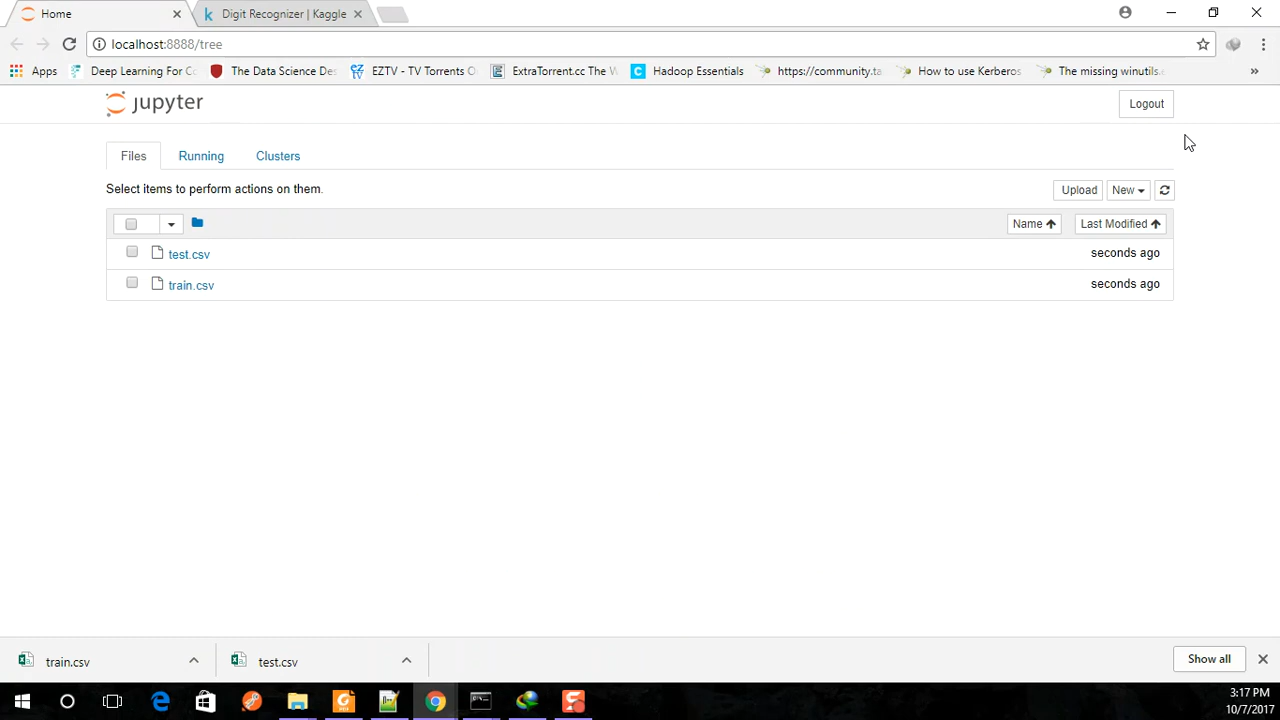 Home
Digit Recognizer | Kaggle
localhost:8888/tree
Apps
Deep Learning For Co
The Data Science Des
EZTV - TV Torrents O
ExtraTorrent.cc The W
Hadoop Essentials
https://community.ta
How to use Kerberos
The missing winutils.
»
jupyter
Logout
Files
Running
Clusters
Select items to perform actions on them.
Upload
New
Name
Last Modified
test.csv
seconds ago
train.csv
seconds ago
train.csv
test.csv
Show all
3:17 PM
10/7/2017